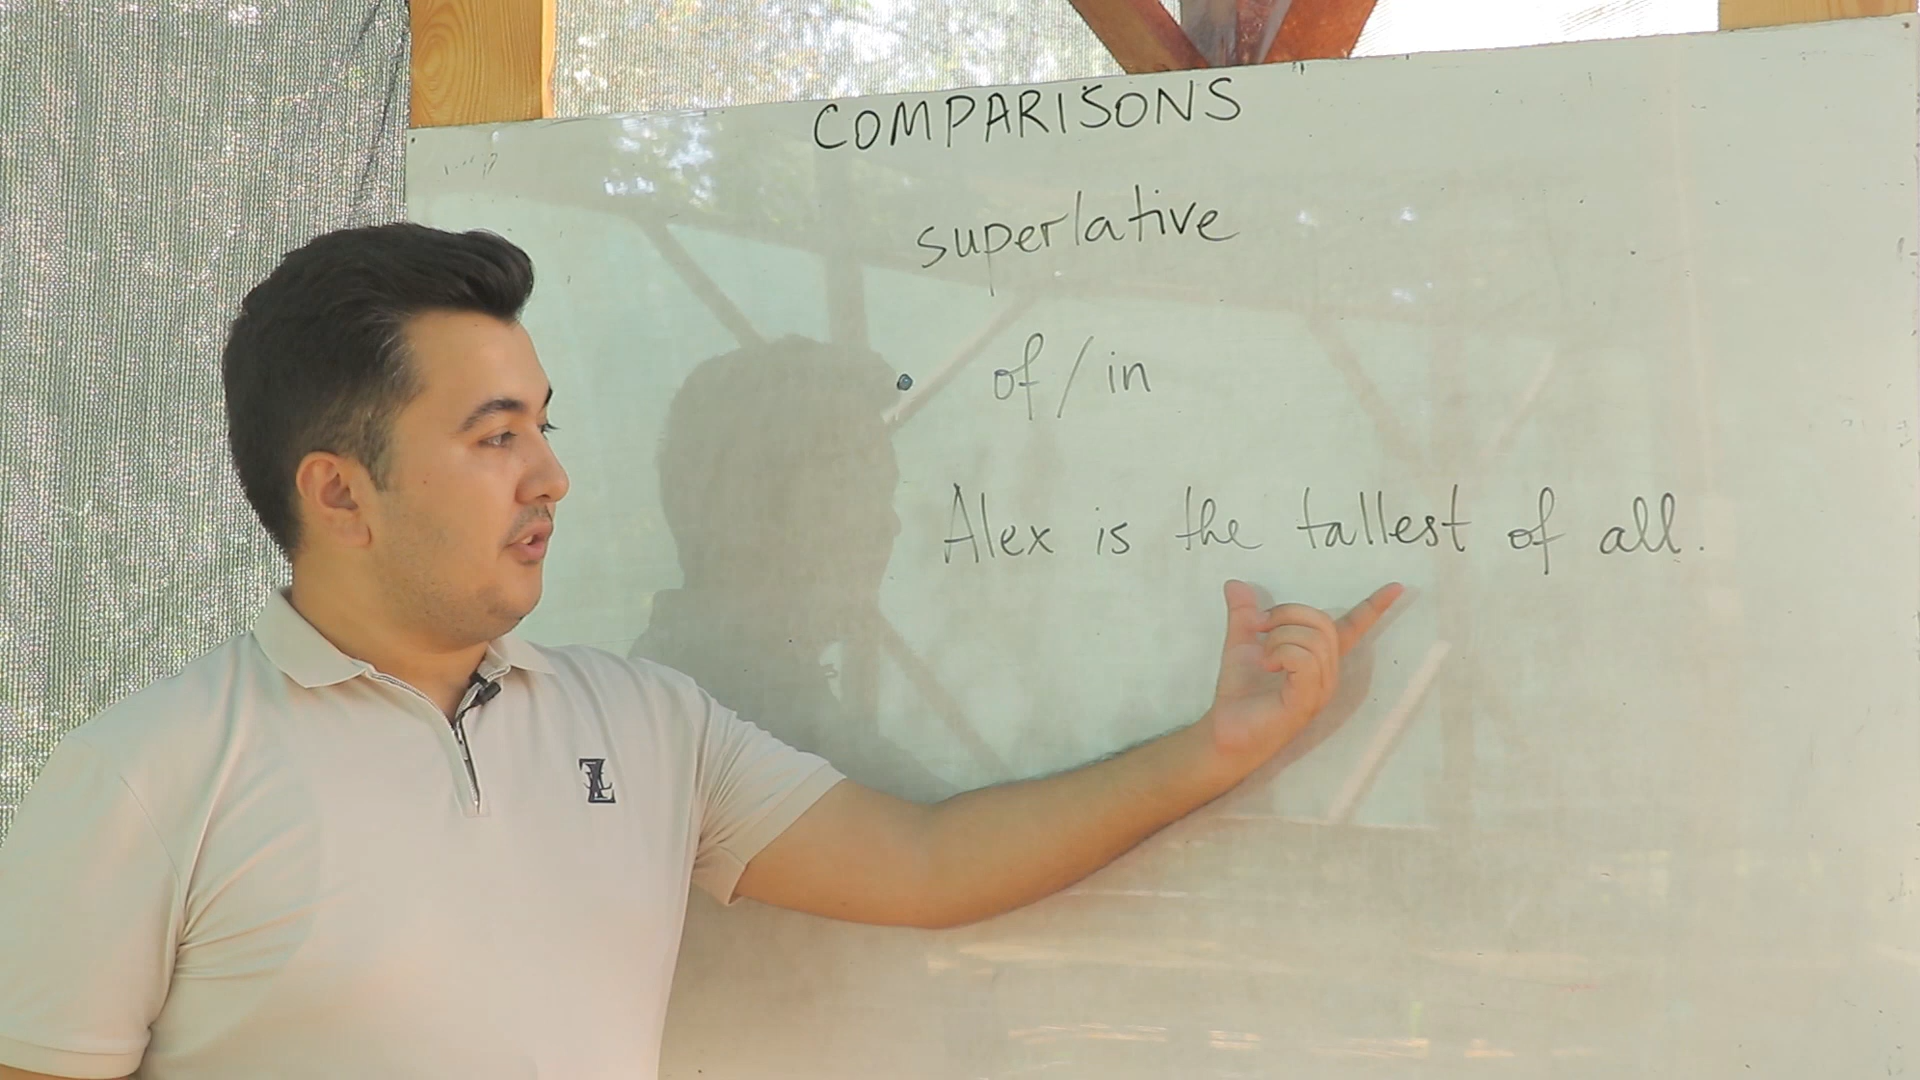 COMPARISONS
superlative
• of / in
Alex is the tallest of all.